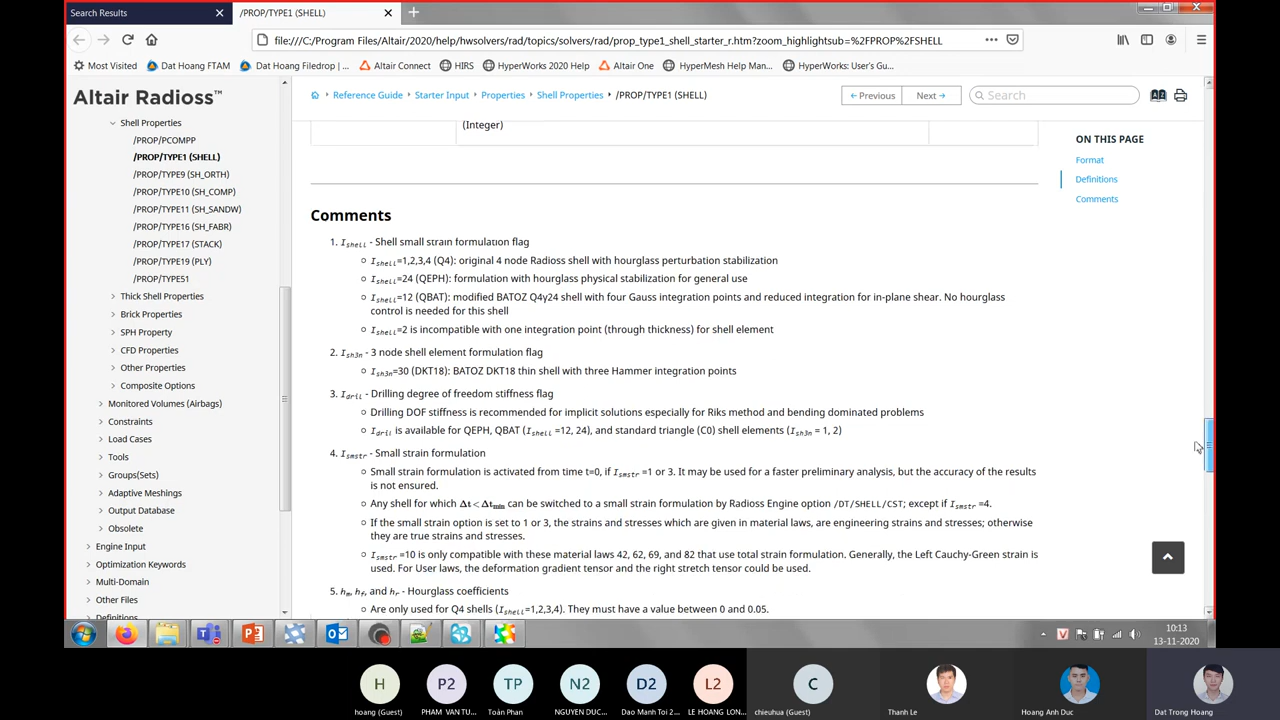 Search Results
/PROP/TYPE1 (SHELL)
file:///C:/Program Files/Altair/2020/help/hwsolvers/rad/topics/solvers/rad/prop_type1_shell_starter_r.htm?zoom_highlightsub=%2FPROP%2FSHELL
Most Visited
Dat Hoang FTAM
Dat Hoang Filedrop |...
Altair Connect
HIRS
HyperWorks 2020 Help
Altair One
HyperMesh Help Man...
HyperWorks: User's Gu...
Altair Radioss™
Reference Guide
Starter Input
Properties
Shell Properties
/PROP/TYPE1 (SHELL)
← Previous
Next →
Search
Shell Properties
/PROP/PCOMPP
/PROP/TYPE1 (SHELL)
/PROP/TYPE9 (SH_ORTH)
/PROP/TYPE10 (SH_COMP)
/PROP/TYPE11 (SH_SANDW)
/PROP/TYPE16 (SH_FABR)
/PROP/TYPE17 (STACK)
/PROP/TYPE19 (PLY)
/PROP/TYPE51
Thick Shell Properties
Brick Properties
SPH Property
CFD Properties
Other Properties
Composite Options
Monitored Volumes (Airbags)
Constraints
Load Cases
Tools
Groups(Sets)
Adaptive Meshings
Output Database
Obsolete
Engine Input
Optimization Keywords
Multi-Domain
Other Files
Definitions
(Integer)
Comments
1. Ishell - Shell small strain formulation flag
Ishell=1,2,3,4 (Q4): original 4 node Radioss shell with hourglass perturbation stabilization
Ishell=24 (QEPH): formulation with hourglass physical stabilization for general use
Ishell=12 (QBAT): modified BATOZ Q4γ24 shell with four Gauss integration points and reduced integration for in-plane shear. No hourglass
control is needed for this shell
Ishell=2 is incompatible with one integration point (through thickness) for shell element
2. Ish3n - 3 node shell element formulation flag
Ish3n=30 (DKT18): BATOZ DKT18 thin shell with three Hammer integration points
3. Idril - Drilling degree of freedom stiffness flag
Drilling DOF stiffness is recommended for implicit solutions especially for Riks method and bending dominated problems
Idril is available for QEPH, QBAT (Ishell =12, 24), and standard triangle (C0) shell elements (Ish3n = 1, 2)
4. Ismstr - Small strain formulation
Small strain formulation is activated from time t=0, if Ismstr =1 or 3. It may be used for a faster preliminary analysis, but the accuracy of the results
is not ensured.
Any shell for which Δt<Δtmin can be switched to a small strain formulation by Radioss Engine option /DT/SHELL/CST; except if Ismstr =4.
If the small strain option is set to 1 or 3, the strains and stresses which are given in material laws, are engineering strains and stresses; otherwise
they are true strains and stresses.
Ismstr =10 is only compatible with these material laws 42, 62, 69, and 82 that use total strain formulation. Generally, the Left Cauchy-Green strain is
used. For User laws, the deformation gradient tensor and the right stretch tensor could be used.
5. hm, hf, and hr - Hourglass coefficients
Are only used for Q4 shells (Ishell=1,2,3,4). They must have a value between 0 and 0.05.
ON THIS PAGE
Format
Definitions
Comments
10:13
13-11-2020
H
P2
TP
N2
D2
L2
C
hoang (Guest)
PHAM VAN TU...
Toàn Phan
NGUYEN DUC...
Dao Manh Toi 2...
LE HOANG LON...
chieuhua (Guest)
Thanh Le
Hoang Anh Duc
Dat Trong Hoang